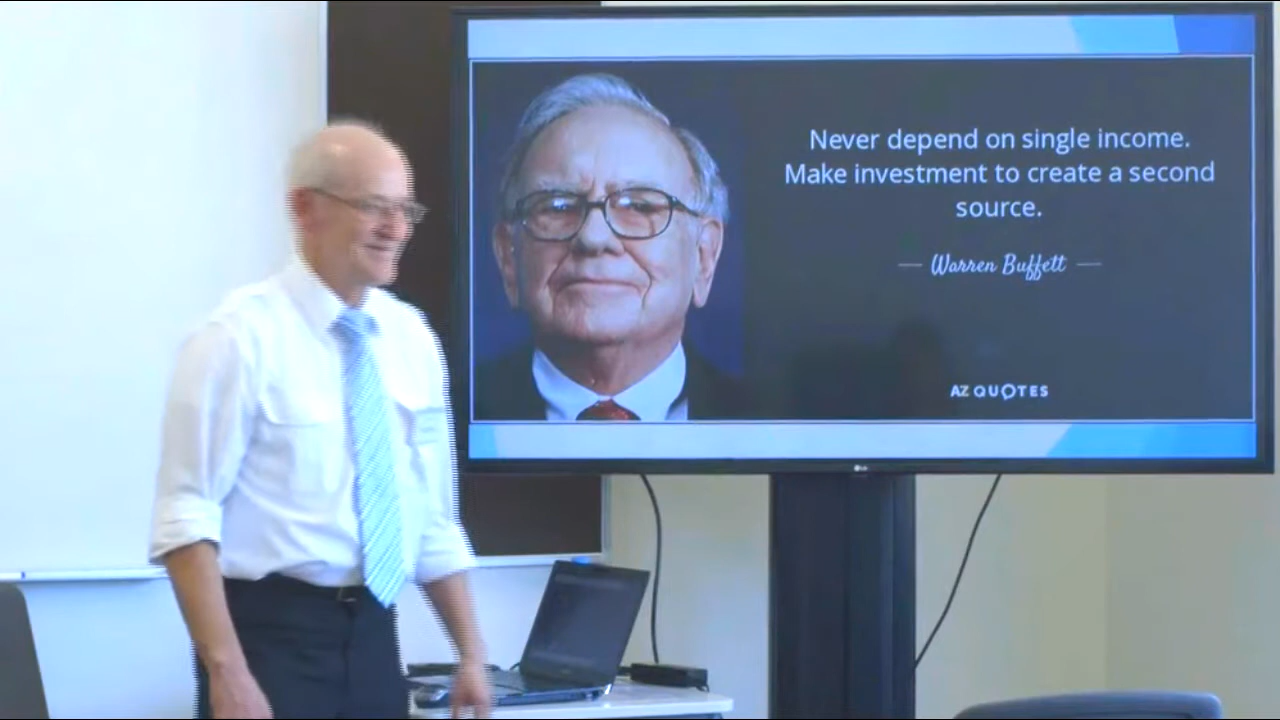 Never depend on single income.
Make investment to create a second
source.
— Warren Buffett —
AZ QUOTES
LG